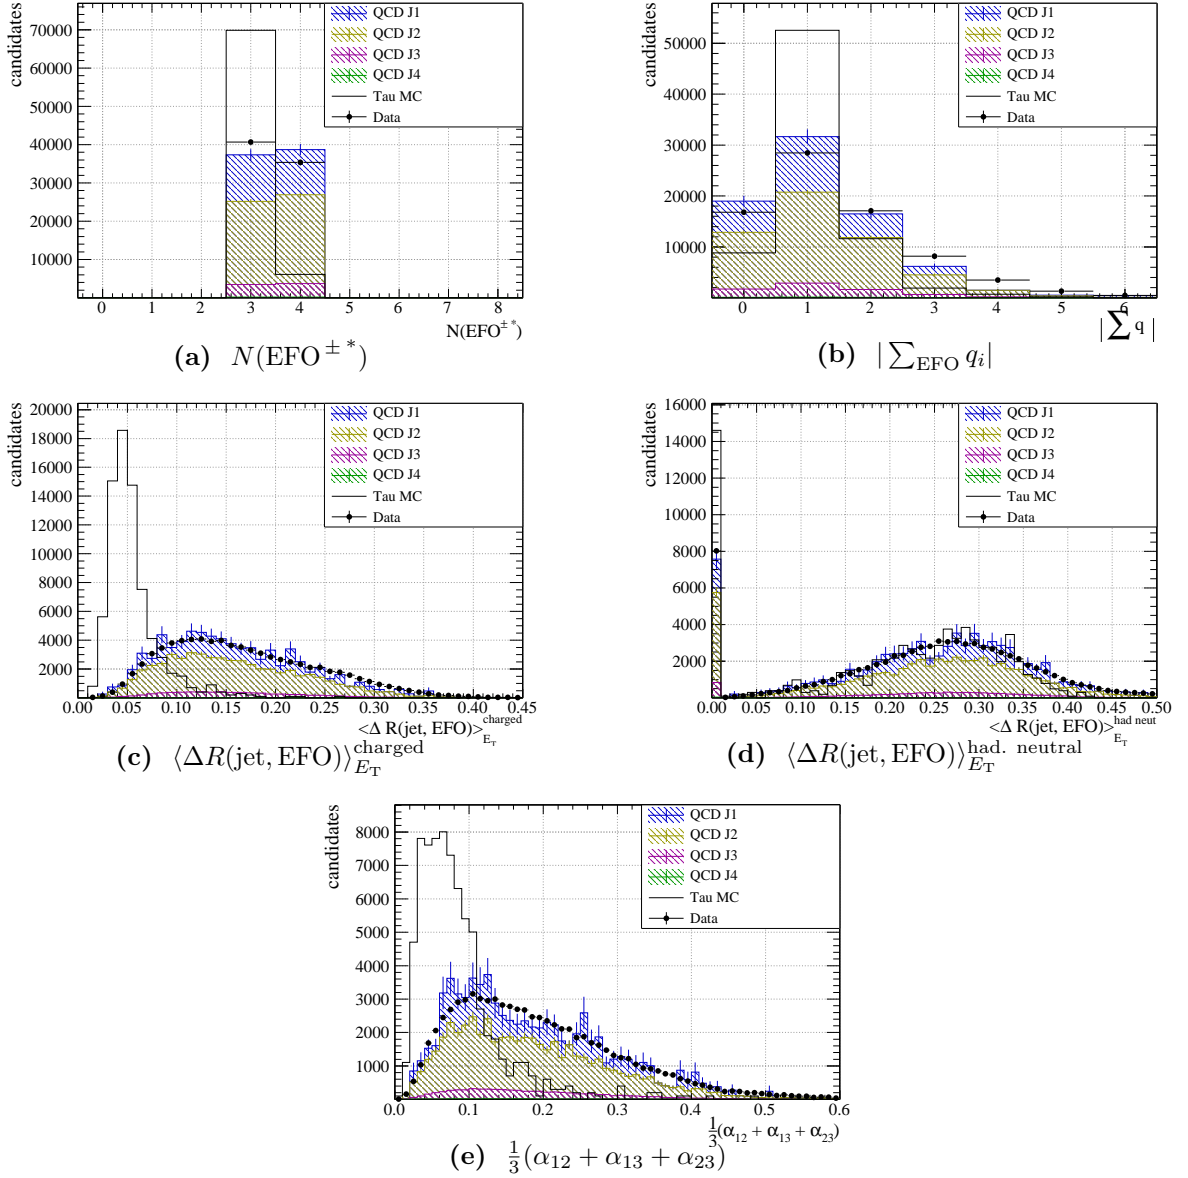 candidates
70000
60000
50000
40000
30000
20000
10000
QCD J1
QCD J2
QCD J3
QCD J4
Tau MC
Data
0 1 2 3 4 5 6 7 8
N(EFO± *)
(a) N(EFO± *)
candidates
50000
40000
30000
20000
10000
QCD J1
QCD J2
QCD J3
QCD J4
Tau MC
Data
0 1 2 3 4 5 6
|∑ q |
(b) |∑EFO qi|
candidates
20000
18000
16000
14000
12000
10000
8000
6000
4000
2000
QCD J1
QCD J2
QCD J3
QCD J4
Tau MC
Data
0.00 0.05 0.10 0.15 0.20 0.25 0.30 0.35 0.40 0.45
<Δ R(jet, EFO)>charged ET
(c) ⟨ΔR(jet, EFO)⟩charged ET
candidates
16000
14000
12000
10000
8000
6000
4000
2000
QCD J1
QCD J2
QCD J3
QCD J4
Tau MC
Data
0.00 0.05 0.10 0.15 0.20 0.25 0.30 0.35 0.40 0.45 0.50
<Δ R(jet, EFO)>had neut ET
(d) ⟨ΔR(jet, EFO)⟩had. neutral ET
candidates
8000
7000
6000
5000
4000
3000
2000
1000
QCD J1
QCD J2
QCD J3
QCD J4
Tau MC
Data
0.0 0.1 0.2 0.3 0.4 0.5 0.6
1/3(α12 + α13 + α23)
(e) 1/3(α12 + α13 + α23)